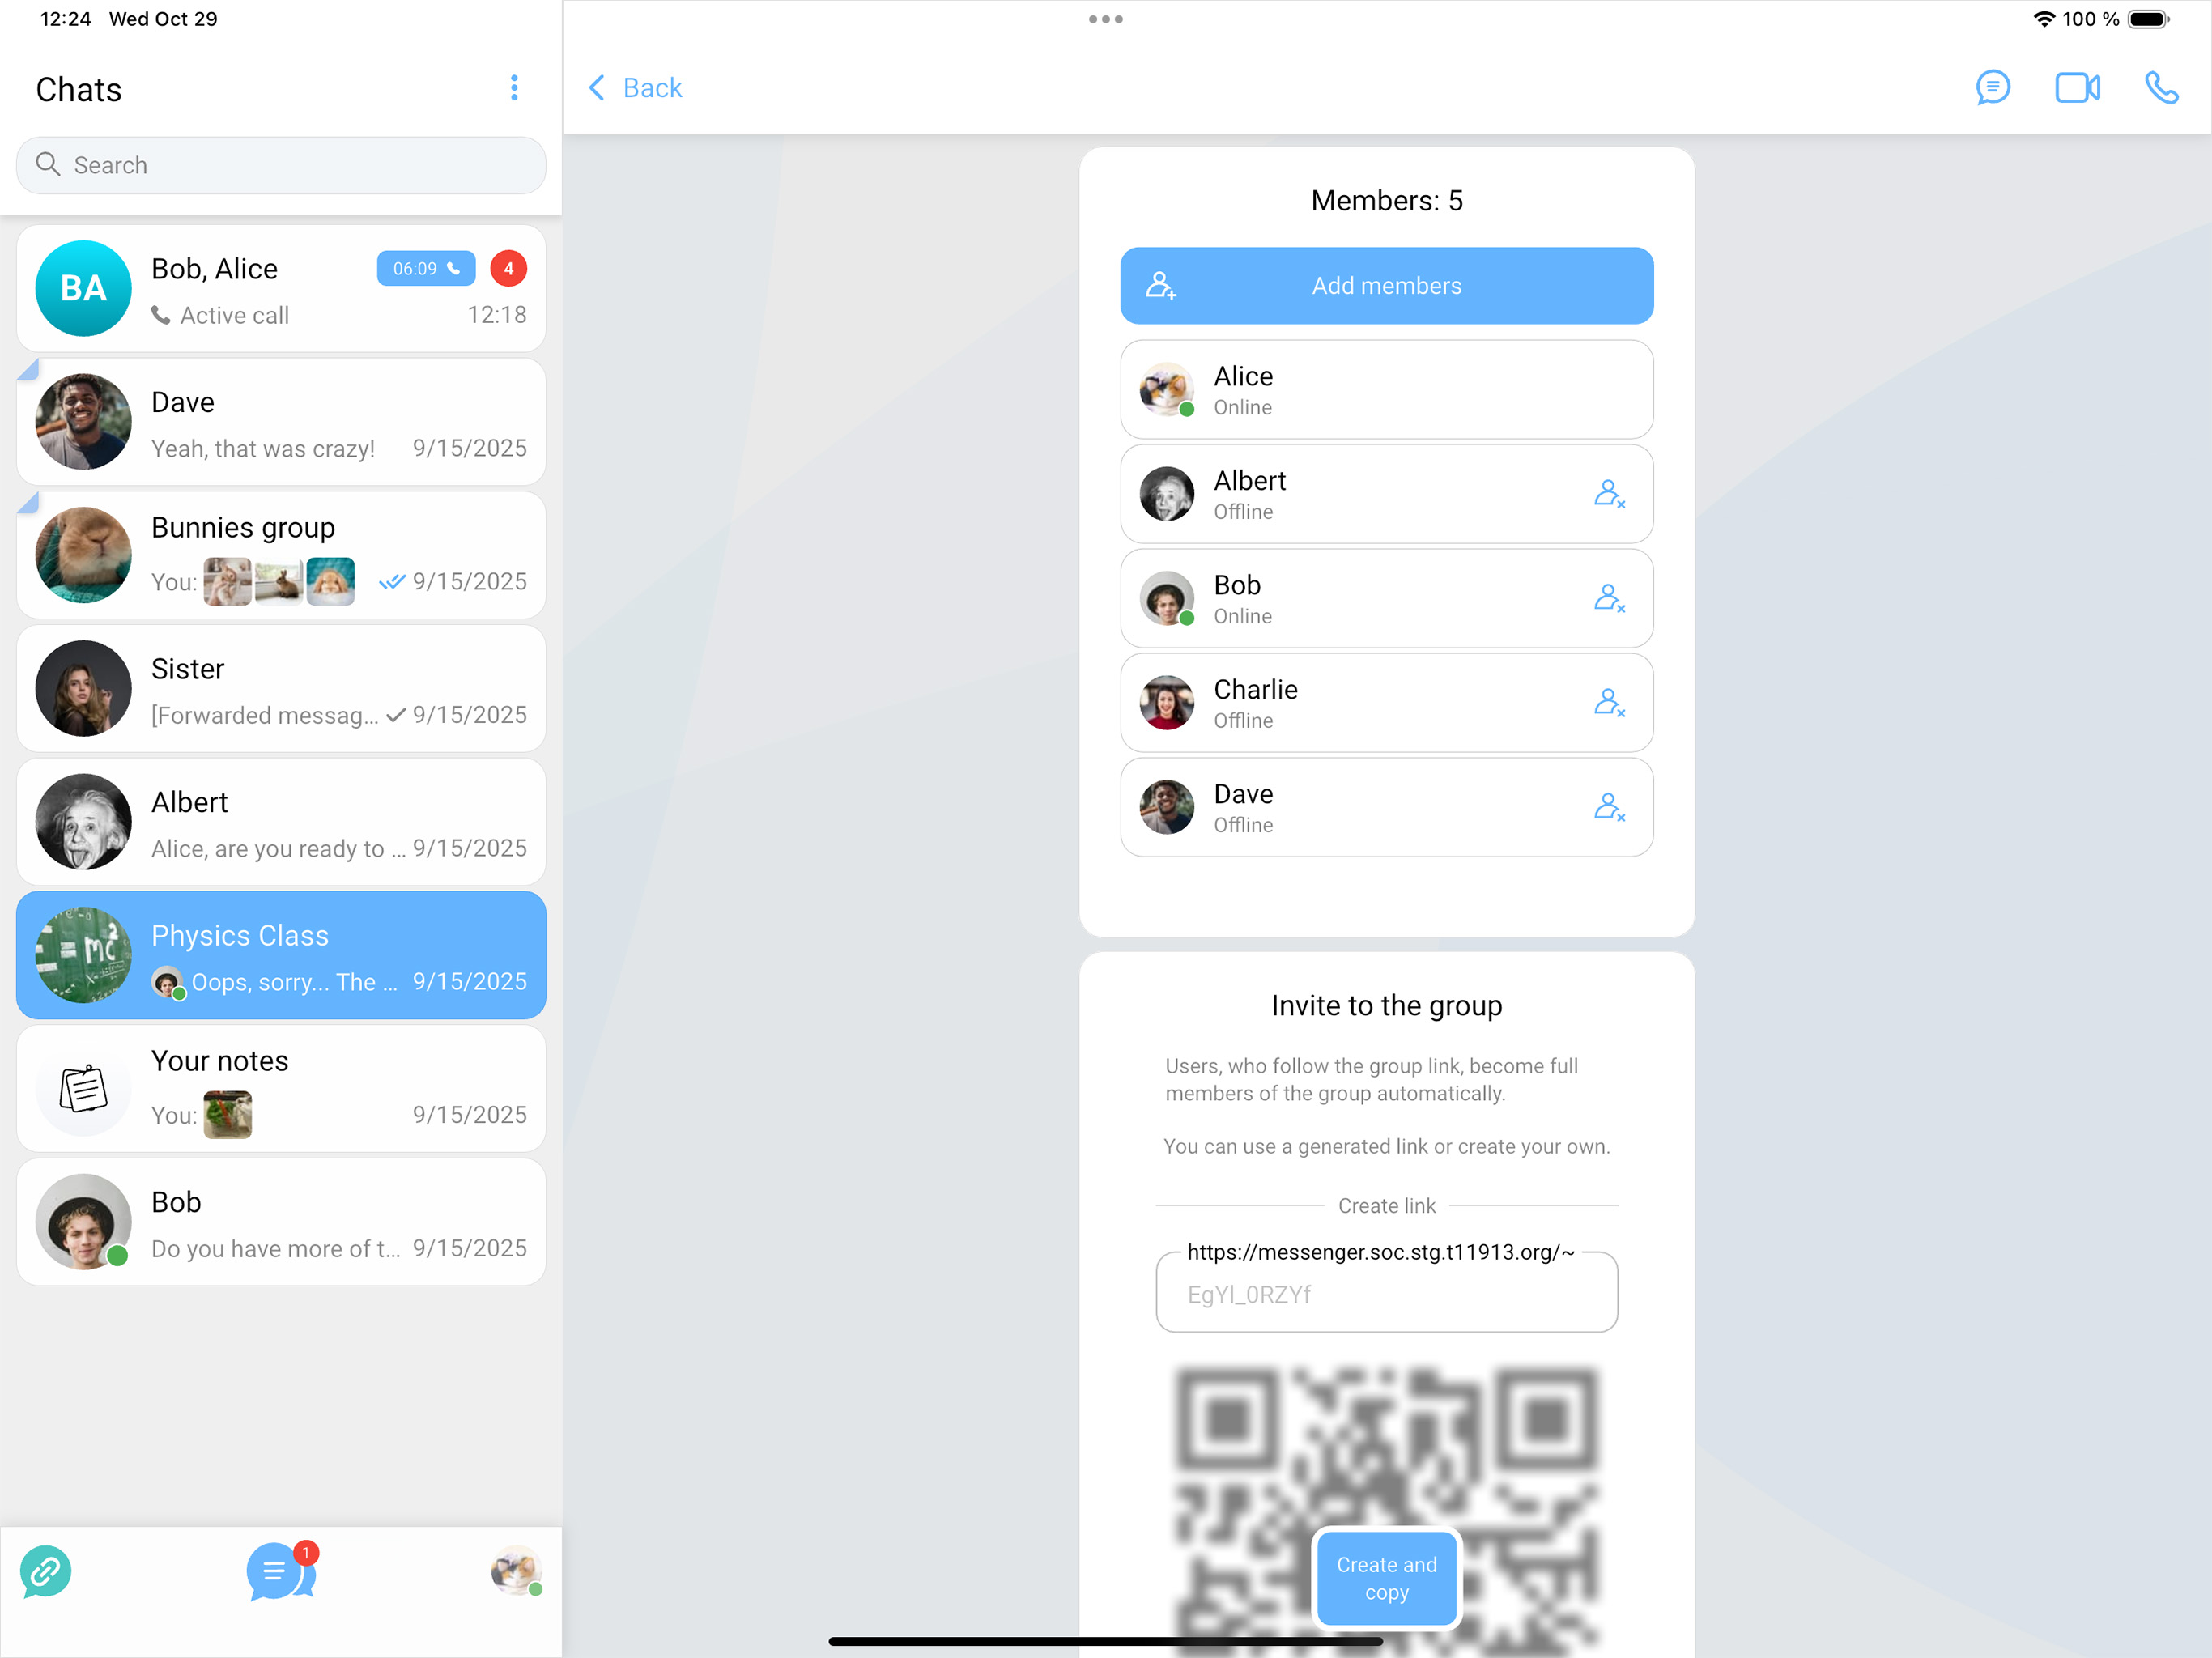 12:24 Wed Oct 29
100 %
Chats
Search
BA
Bob, Alice
06:09
4
Active call
12:18
Dave
Yeah, that was crazy!
9/15/2025
Bunnies group
You:
9/15/2025
Sister
[Forwarded messag...
9/15/2025
Albert
Alice, are you ready to ...
9/15/2025
Physics Class
Oops, sorry... The ...
9/15/2025
Your notes
You:
9/15/2025
Bob
Do you have more of t...
9/15/2025
1
Back
Members: 5
Add members
Alice
Online
Albert
Offline
Bob
Online
Charlie
Offline
Dave
Offline
Invite to the group
Users, who follow the group link, become full
members of the group automatically.
You can use a generated link or create your own.
Create link
https://messenger.soc.stg.t11913.org/~
EgYl_0RZYf
Create and
copy